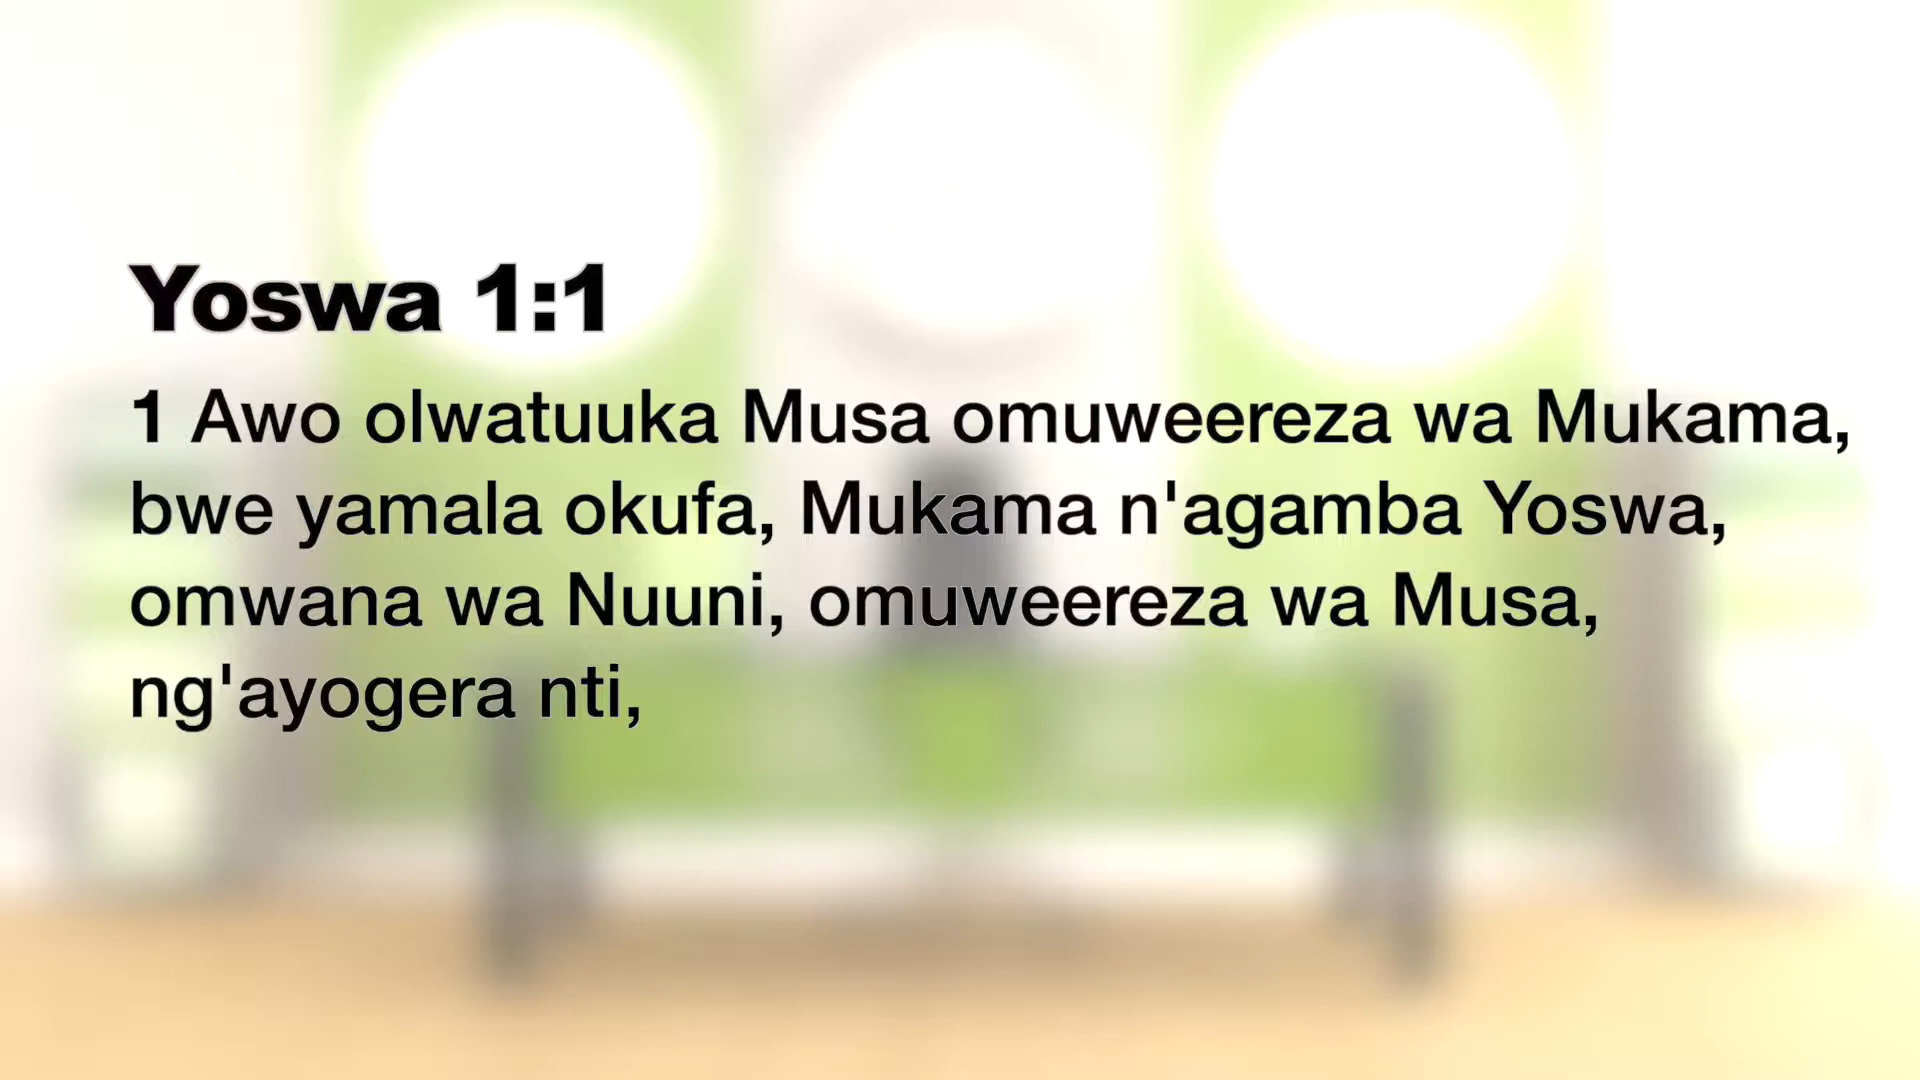 Yoswa 1:1
1 Awo olwatuuka Musa omuweereza wa Mukama,
bwe yamala okufa, Mukama n'agamba Yoswa,
omwana wa Nuuni, omuweereza wa Musa,
ng'ayogera nti,